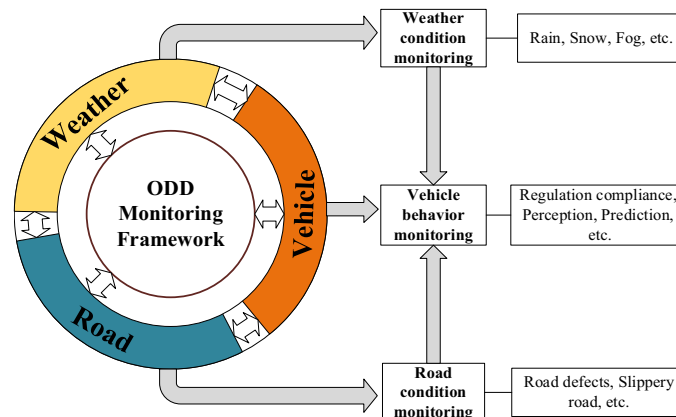 Weather
Vehicle
Road
ODD
Monitoring
Framework
Weather
condition
monitoring
Rain, Snow, Fog, etc.
Vehicle
behavior
monitoring
Regulation compliance,
Perception, Prediction,
etc.
Road
condition
monitoring
Road defects, Slippery
road, etc.